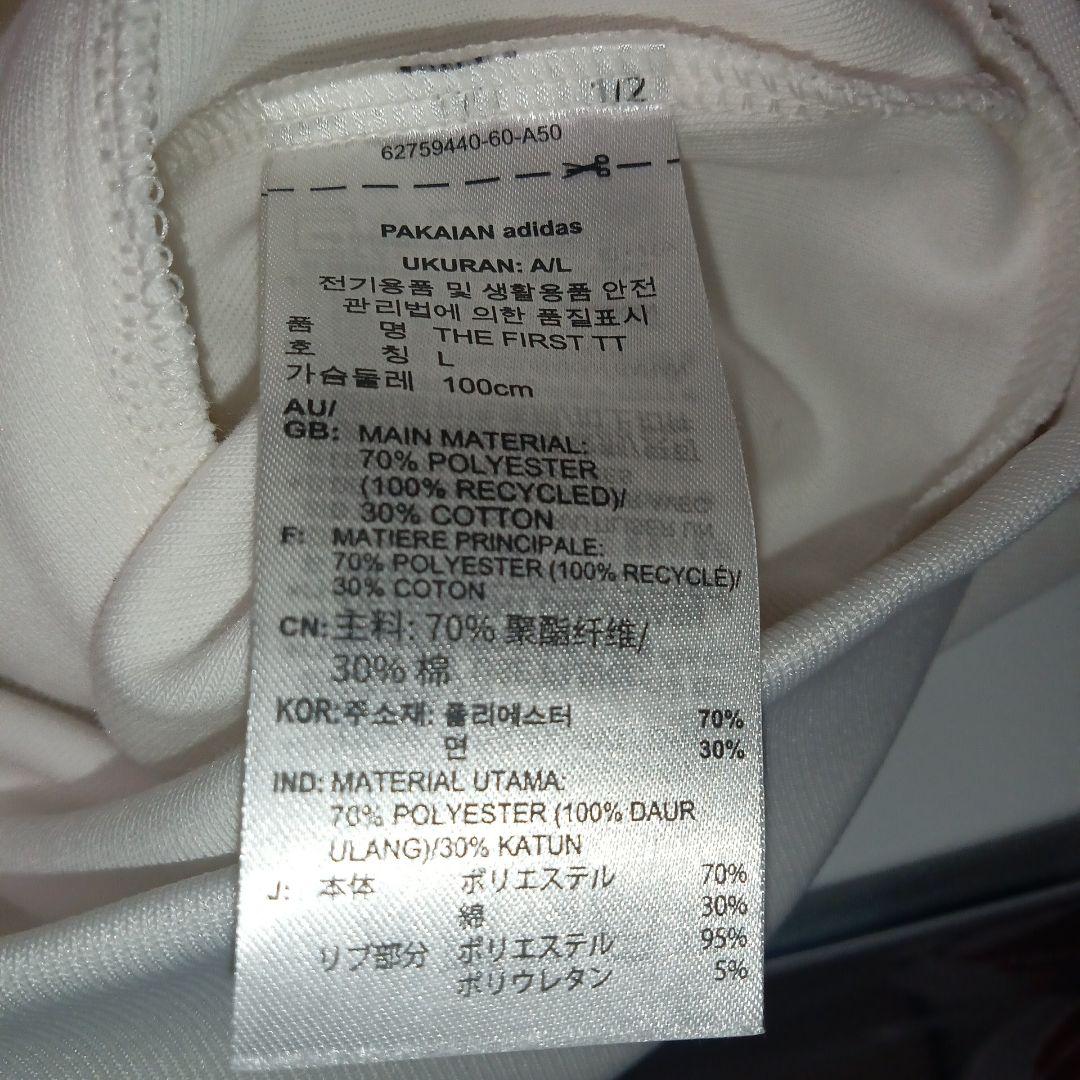 1/2
62759440-60-A50
PAKAIAN adidas
UKURAN: A/L
전기용품 및 생활용품 안전
관리법에 의한 품질표시
품 명 THE FIRST TT
호 칭 L
가슴둘레 100cm
AU/
GB: MAIN MATERIAL:
70% POLYESTER
(100% RECYCLED)/
30% COTTON
F: MATIERE PRINCIPALE:
70% POLYESTER (100% RECYCLÉ)/
30% COTON
CN: 主料: 70% 聚酯纤维/
30% 棉
KOR: 주소재: 폴리에스터 70%
면 30%
IND: MATERIAL UTAMA:
70% POLYESTER (100% DAUR
ULANG)/30% KATUN
J: 本体 ポリエステル 70%
綿 30%
リブ部分 ポリエステル 95%
ポリウレタン 5%